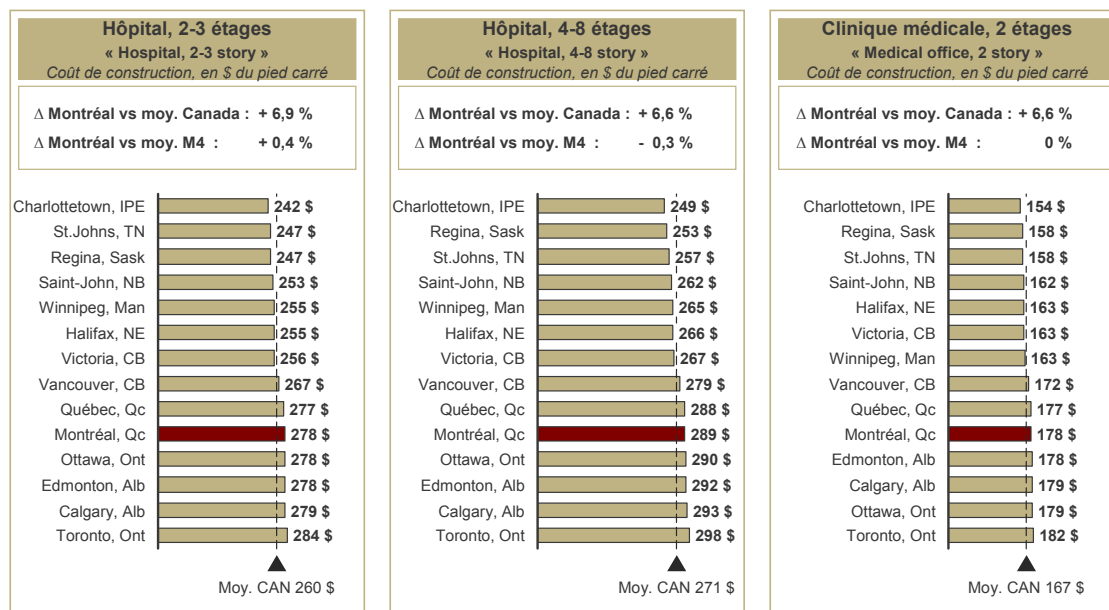 Hôpital, 2-3 étages
« Hospital, 2-3 story »
Coût de construction, en $ du pied carré
Δ Montréal vs moy. Canada : + 6,9 %
Δ Montréal vs moy. M4 : + 0,4 %
Charlottetown, IPE 242 $
St.Johns, TN 247 $
Regina, Sask 247 $
Saint-John, NB 253 $
Winnipeg, Man 255 $
Halifax, NE 255 $
Victoria, CB 256 $
Vancouver, CB 267 $
Québec, Qc 277 $
Montréal, Qc 278 $
Ottawa, Ont 278 $
Edmonton, Alb 278 $
Calgary, Alb 279 $
Toronto, Ont 284 $
Moy. CAN 260 $
Hôpital, 4-8 étages
« Hospital, 4-8 story »
Coût de construction, en $ du pied carré
Δ Montréal vs moy. Canada : + 6,6 %
Δ Montréal vs moy. M4 : - 0,3 %
Charlottetown, IPE 249 $
Regina, Sask 253 $
St.Johns, TN 257 $
Saint-John, NB 262 $
Winnipeg, Man 265 $
Halifax, NE 266 $
Victoria, CB 267 $
Vancouver, CB 279 $
Québec, Qc 288 $
Montréal, Qc 289 $
Ottawa, Ont 290 $
Edmonton, Alb 292 $
Calgary, Alb 293 $
Toronto, Ont 298 $
Moy. CAN 271 $
Clinique médicale, 2 étages
« Medical office, 2 story »
Coût de construction, en $ du pied carré
Δ Montréal vs moy. Canada : + 6,6 %
Δ Montréal vs moy. M4 : 0 %
Charlottetown, IPE 154 $
Regina, Sask 158 $
St.Johns, TN 158 $
Saint-John, NB 162 $
Halifax, NE 163 $
Victoria, CB 163 $
Winnipeg, Man 163 $
Vancouver, CB 172 $
Québec, Qc 177 $
Montréal, Qc 178 $
Edmonton, Alb 178 $
Calgary, Alb 179 $
Ottawa, Ont 179 $
Toronto, Ont 182 $
Moy. CAN 167 $